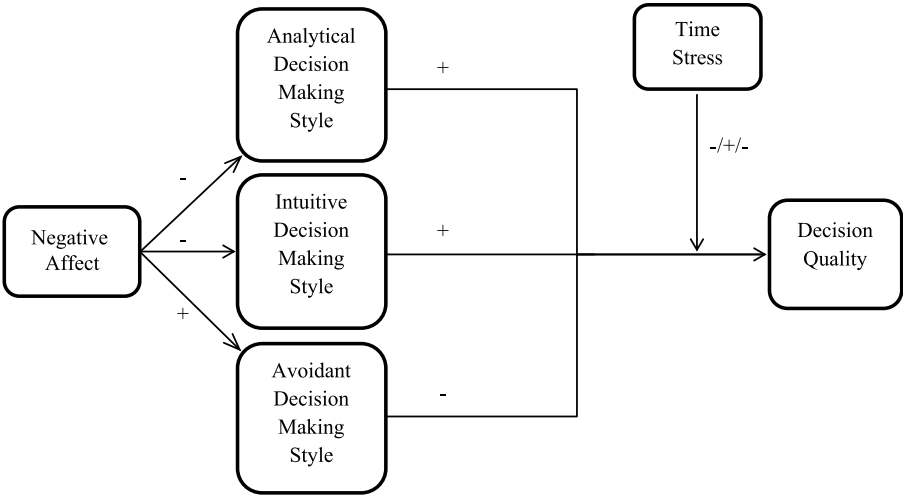 Analytical
Decision
Making
Style
+
Time
Stress
-/+/-
-
Negative
Affect
-
Intuitive
Decision
Making
Style
+
Decision
Quality
+
Avoidant
Decision
Making
Style
-